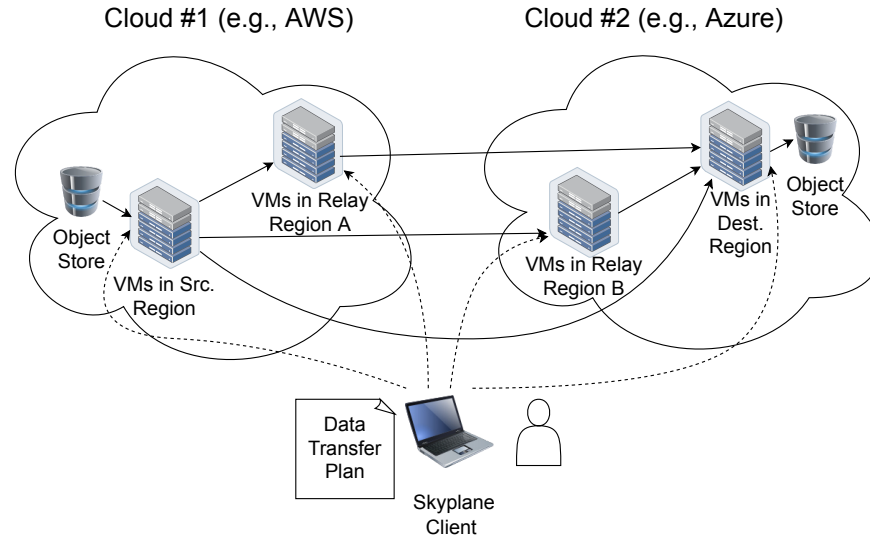 Cloud #1 (e.g., AWS)
Cloud #2 (e.g., Azure)
VMs in Relay
Region A
Object
Store
VMs in Src.
Region
VMs in Relay
Region B
VMs in
Dest.
Region
Object
Store
Data
Transfer
Plan
Skyplane
Client